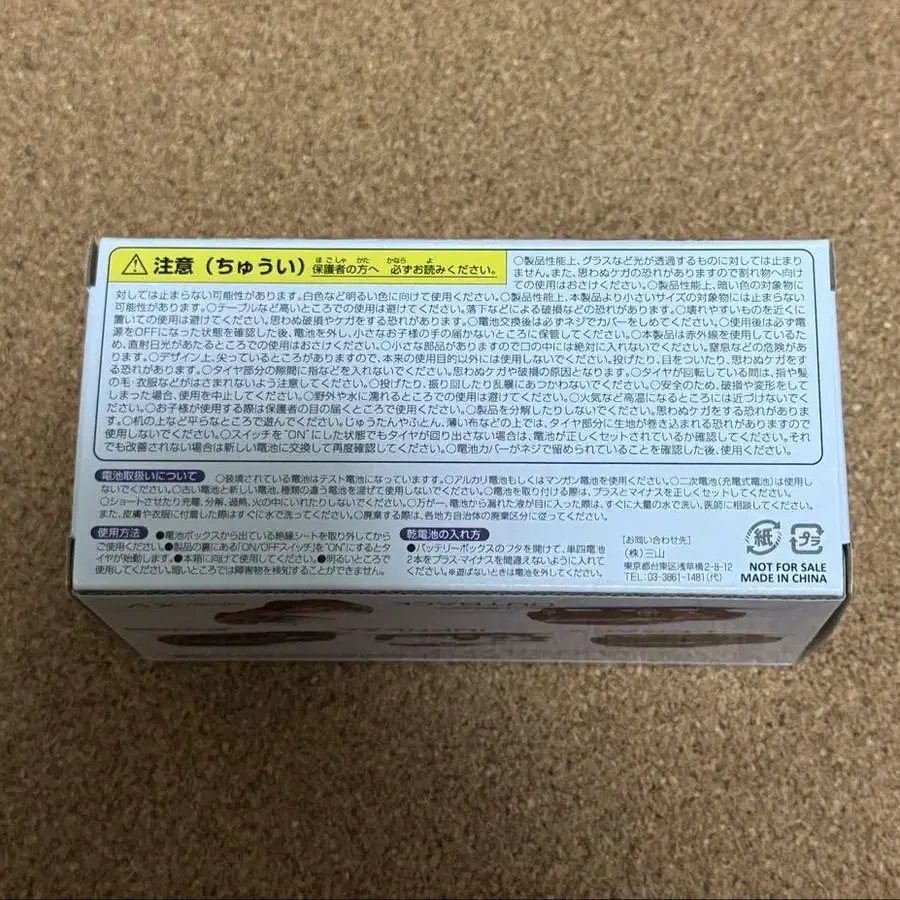 注意（ちゅうい）保護者の方へ 必ずお読みください。
ほごしゃ かた かなら よ
○製品性能上、グラスなど光が透過するものに対しては止まり
ません。また、思わぬケガの恐れがありますので割れ物へ向け
ての使用はおさけください。○製品性能上、暗い色の対象物に
対しては止まらない可能性があります。白色など明るい色に向けて使用ください。○製品性能上、本製品より小さいサイズの対象物には止まらない
可能性があります。○テーブルなど高いところでの使用は避けてください。落下などによる破損などの恐れがあります。○壊れやすいものを近くに
置いての使用は避けてください。思わぬ破損やケガをする恐れがあります。○電池交換後は必ずネジでカバーをしめてください。○使用後は必ず電
源をOFFになった状態を確認した後、電池を外し、小さなお子様の手の届かないところに保管してください。○本製品は赤外線を使用しているた
め、直射日光があたるところでの使用はおさけください。○小さな部品がありますので口の中には絶対に入れないでください。窒息などの危険があ
ります。○デザイン上、尖っているところがありますので、本来の使用目的以外には使用しないでください。投げたり、目をついたり、思わぬケガをす
る恐れがあります。○タイヤ部分の隙間に指などを入れないでください。思わぬケガや破損の原因となります。○タイヤが回転している間は、指や髪
の毛・衣服などがはさまれないよう注意してください。○投げたり、振り回したり乱暴にあつかわないでください。○安全のため、破損や変形をして
しまった場合、使用を中止してください。○野外や水に濡れるところでの使用は避けてください。○火気など高温になるところには近づけないでくだ
さい。○お子様が使用する際は保護者の目の届くところで使用ください。○製品を分解したりしないでください。思わぬケガをする恐れがありま
す。○机の上など平らなところで遊んでください。じゅうたんやふとん、薄い布などの上では、タイヤ部分に生地が巻き込まれる恐れがありますので
使用しないでください。○スイッチを"ON"にした状態でもタイヤが回り出さない場合は、電池が正しくセットされているか確認してください。それ
でも改善されない場合は新しい電池に交換して再度確認してください。○電池カバーがネジで留められていることを確認した後、使用ください。
電池取扱いについて ○装填されている電池はテスト電池になっています。○アルカリ電池もしくはマンガン電池を使用ください。○二次電池（充電式電池）は使用し
ないでください。○古い電池と新しい電池、種類の違う電池を混ぜて使用しないでください。○電池を取り付ける際は、プラスとマイナスを正しくセットしてください。
○ショートさせたり充電、分解、過熱、火の中にいれたりしないでください。○万が一、電池から漏れた液が目に入った際は、すぐに大量の水で洗い、医師に相談してくださ
い。また、皮膚や衣服に付着した際はすぐに水で洗ってください。○廃棄する際は、各地方自治体の廃棄区分に従ってください。
使用方法 ●電池ボックスから出ている絶縁シートを取り外してから
ご使用ください。●製品の裏にある「ON/OFFスイッチ」を"ON"にするとタ
イヤが始動します。●本箱に向けて使用してください。●明るいところで
使用ください。暗いところでは障害物を検知することができません。
乾電池の入れ方
●バッテリーボックスのフタを開けて、単四電池
2本をプラス・マイナスを間違えないように入れて
ください。※遊ばないときは電池を外してください。
［お問い合わせ先］
（株）三山
東京都台東区浅草橋2-8-12
TEL：03-3861-1481（代）
紙
プラ
NOT FOR SALE
MADE IN CHINA
OUTBACK